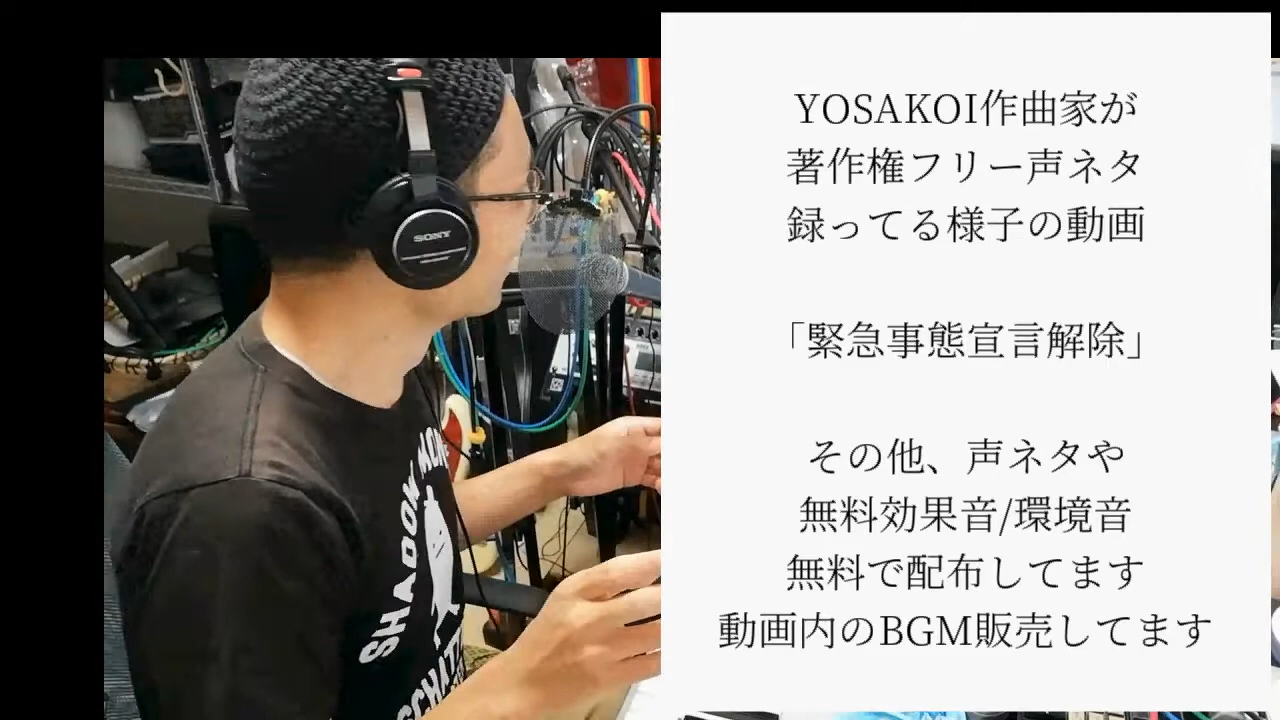 YOSAKOI作曲家が
著作権フリー声ネタ
録ってる様子の動画
「緊急事態宣言解除」
その他、声ネタや
無料効果音/環境音
無料で配布してます
動画内のBGM販売してます
SONY
SHADOW